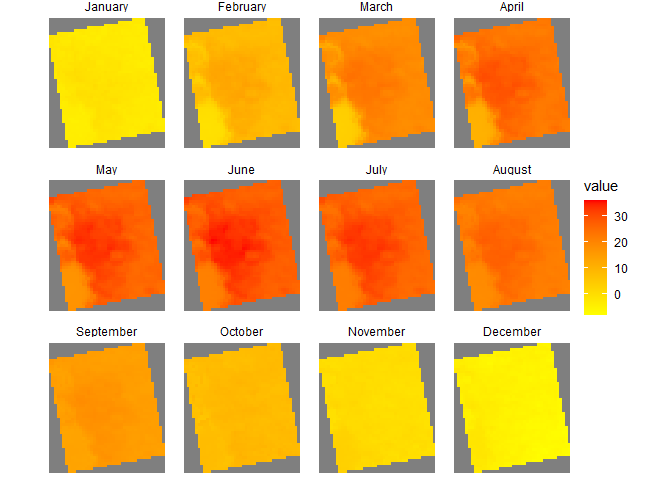 January
February
March
April
May
June
July
August
value
30
20
10
0
September
October
November
December